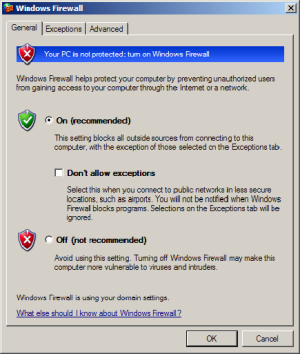 Windows Firewall
General
Exceptions
Advanced
Your PC is not protected: turn on Windows Firewall
Windows Firewall helps protect your computer by preventing unauthorized users
from gaining access to your computer through the Internet or a network.
On (recommended)
This setting blocks all outside sources from connecting to this
computer, with the exception of those selected on the Exceptions tab.
Don't allow exceptions
Select this when you connect to public networks in less secure
locations, such as airports. You will not be notified when Windows
Firewall blocks programs. Selections on the Exceptions tab will be
ignored.
Off (not recommended)
Avoid using this setting. Turning off Windows Firewall may make this
computer more vulnerable to viruses and intruders.
Windows Firewall is using your domain settings.
What else should I know about Windows Firewall?
OK
Cancel